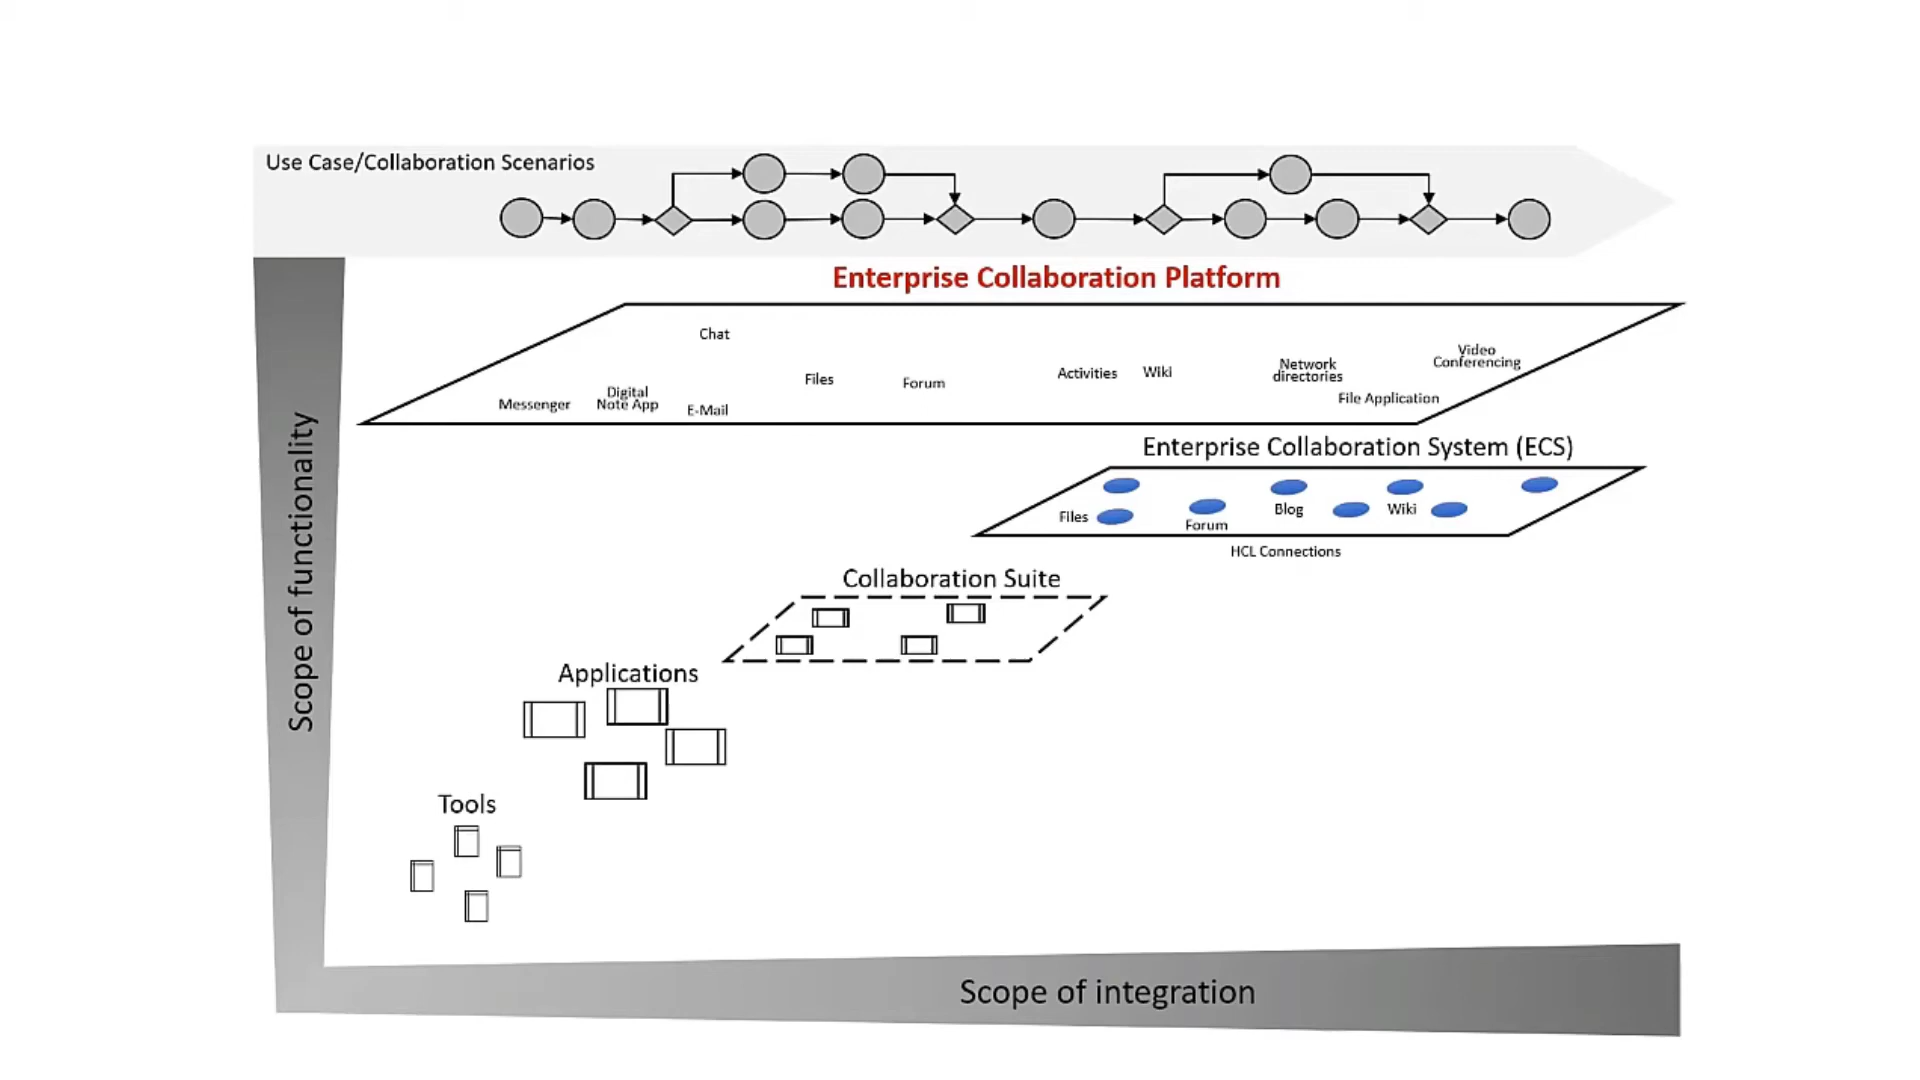 Use Case/Collaboration Scenarios
Enterprise Collaboration Platform
Chat
Video
Conferencing
Network
directories
Files
Forum
Activities
Wiki
Digital
Note App
Messenger
E-Mail
File Application
Enterprise Collaboration System (ECS)
Files
Forum
Blog
Wiki
HCL Connections
Collaboration Suite
Applications
Tools
Scope of functionality
Scope of integration